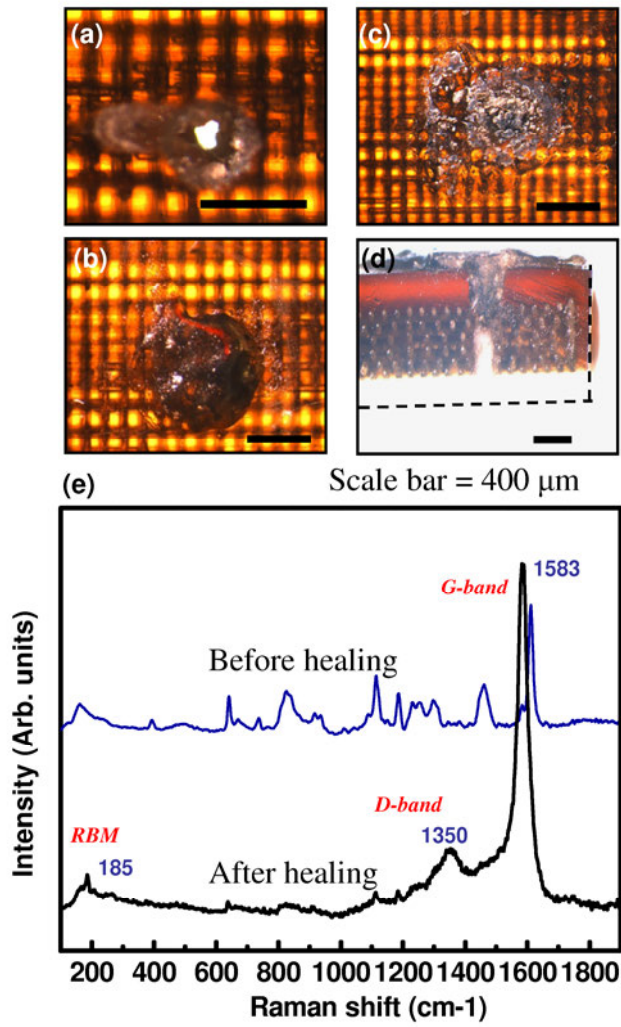 (a)
(c)
(b)
(d)
(e)
Scale bar = 400 μm
1583
G-band
Before healing
D-band
1350
RBM
185
After healing
Intensity (Arb. units)
200 400 600 800 1000 1200 1400 1600 1800
Raman shift (cm-1)